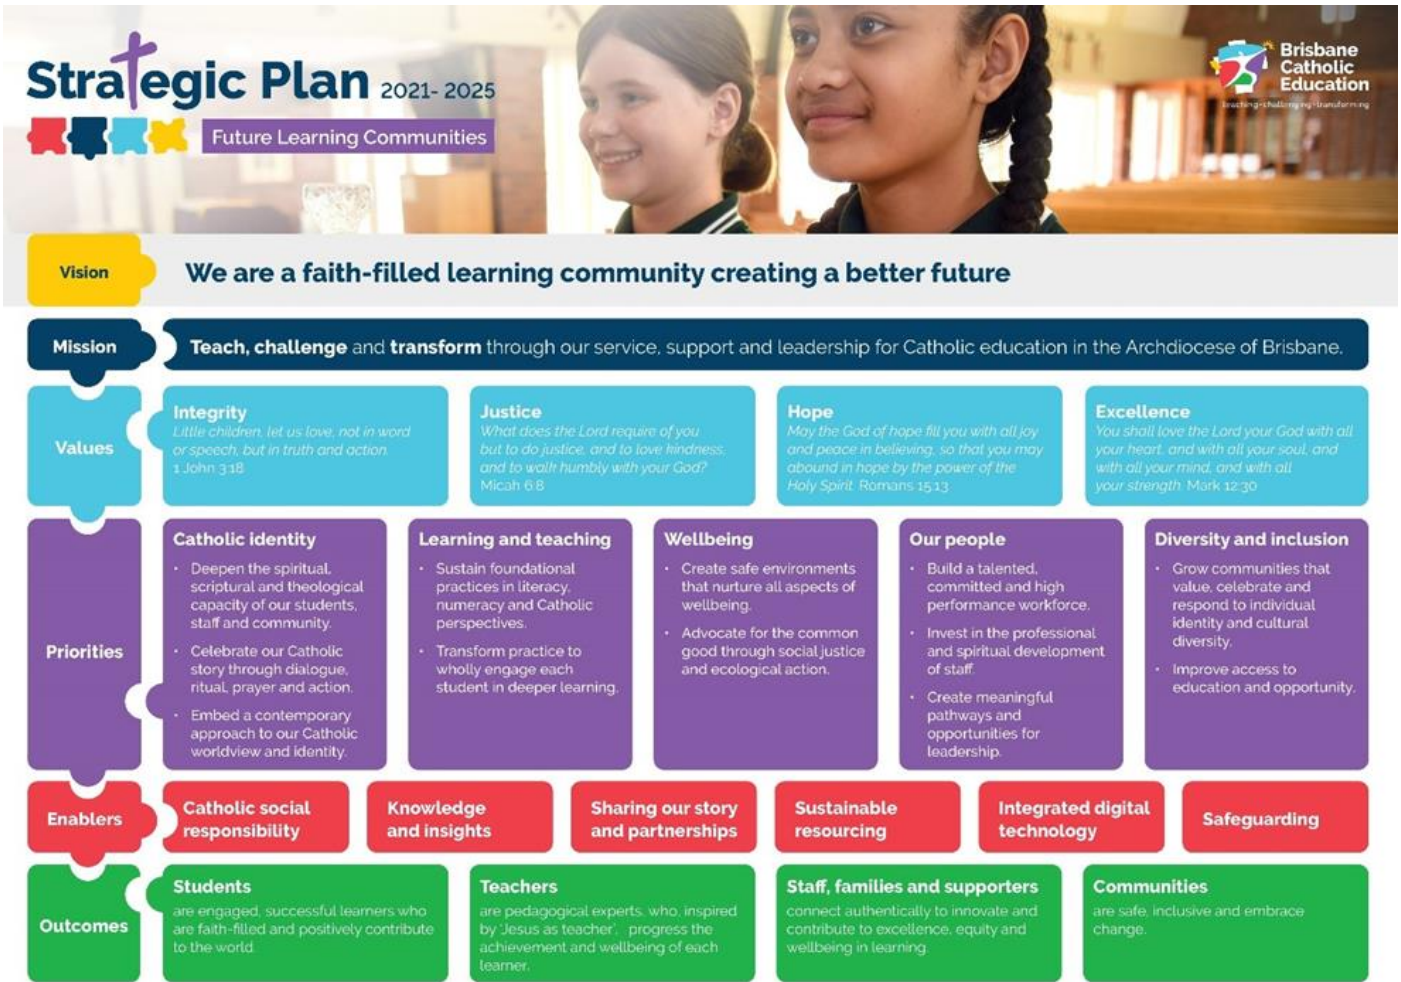 Strategic Plan 2021- 2025
Future Learning Communities
Brisbane
Catholic
Education
teaching-challenging-transforming
Vision
We are a faith-filled learning community creating a better future
Mission
Teach, challenge and transform through our service, support and leadership for Catholic education in the Archdiocese of Brisbane.
Values
Integrity
Little children, let us love, not in word
or speech, but in truth and action.
1 John 3:18
Justice
What does the Lord require of you
but to do justice, and to love kindness,
and to walk humbly with your God?
Micah 6:8
Hope
May the God of hope fill you with all joy
and peace in believing, so that you may
abound in hope by the power of the
Holy Spirit. Romans 15:13
Excellence
You shall love the Lord your God with all
your heart, and with all your soul, and
with all your mind, and with all
your strength. Mark 12:30
Priorities
Catholic identity
• Deepen the spiritual,
scriptural and theological
capacity of our students,
staff and community.
• Celebrate our Catholic
story through dialogue,
ritual, prayer and action.
• Embed a contemporary
approach to our Catholic
worldview and identity.
Learning and teaching
• Sustain foundational
practices in literacy,
numeracy and Catholic
perspectives.
• Transform practice to
wholly engage each
student in deeper learning.
Wellbeing
• Create safe environments
that nurture all aspects of
wellbeing.
• Advocate for the common
good through social justice
and ecological action.
Our people
• Build a talented,
committed and high
performance workforce.
• Invest in the professional
and spiritual development
of staff.
• Create meaningful
pathways and
opportunities for
leadership.
Diversity and inclusion
• Grow communities that
value, celebrate and
respond to individual
identity and cultural
diversity.
• Improve access to
education and opportunity.
Enablers
Catholic social
responsibility
Knowledge
and insights
Sharing our story
and partnerships
Sustainable
resourcing
Integrated digital
technology
Safeguarding
Outcomes
Students
are engaged, successful learners who
are faith-filled and positively contribute
to the world.
Teachers
are pedagogical experts, who, inspired
by 'Jesus as teacher', progress the
achievement and wellbeing of each
learner.
Staff, families and supporters
connect authentically to innovate and
contribute to excellence, equity and
wellbeing in learning.
Communities
are safe, inclusive and embrace
change.